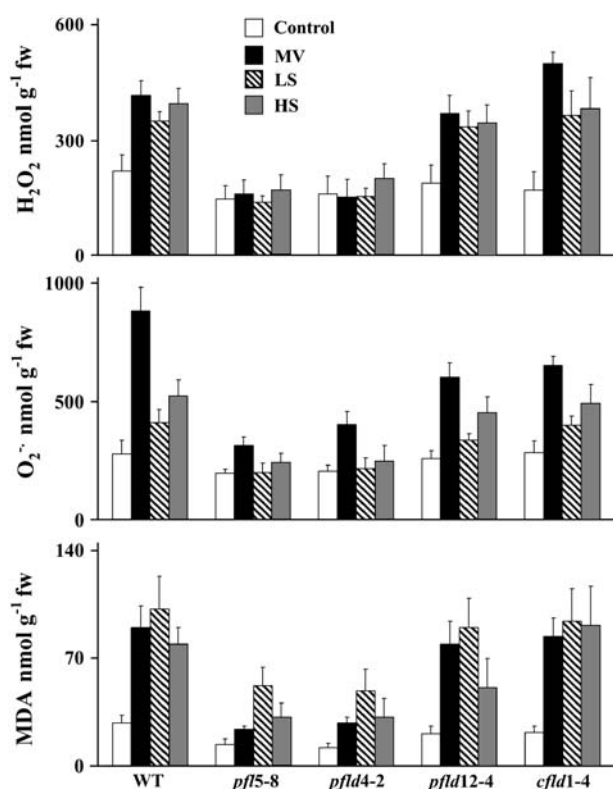 600
300
0
H₂O₂ nmol g⁻¹ fw
Control
MV
LS
HS
1000
500
0
O₂⁻· nmol g⁻¹ fw
140
70
0
MDA nmol g⁻¹ fw
WT pfl5-8 pfld4-2 pfld12-4 cfld1-4